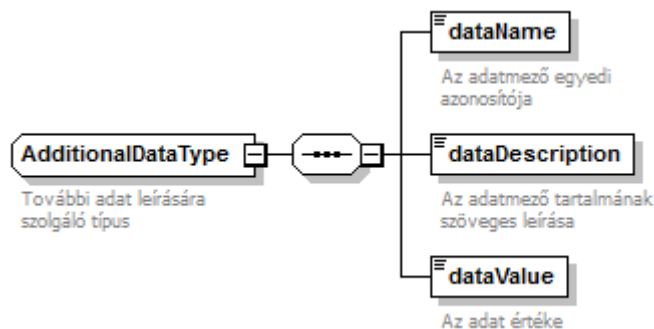 dataName
Az adatmező egyedi
azonosítója
AdditionalDataType
További adat leírására
szolgáló típus
dataDescription
Az adatmező tartalmának
szöveges leírása
dataValue
Az adat értéke